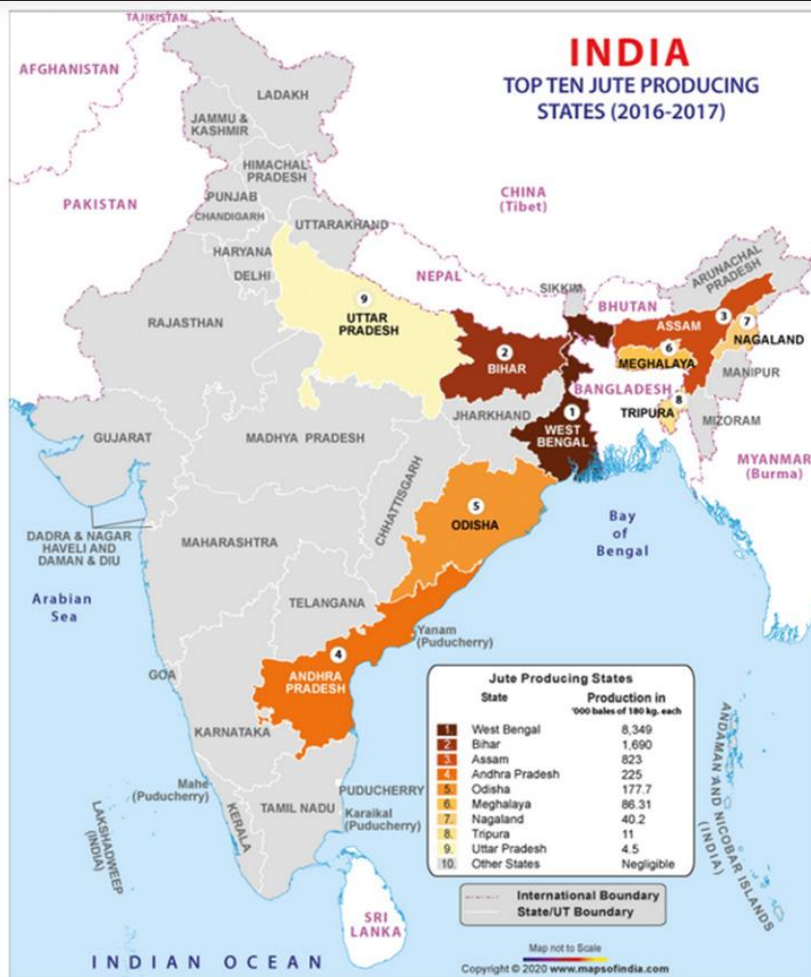 INDIA
TOP TEN JUTE PRODUCING
STATES (2016-2017)
TAJIKISTAN
AFGHANISTAN
LADAKH
JAMMU &
KASHMIR
HIMACHAL
PRADESH
PUNJAB
CHANDIGARH
PAKISTAN
UTTARAKHAND
CHINA
(Tibet)
HARYANA
DELHI
NEPAL
SIKKIM
ARUNACHAL
PRADESH
BHUTAN
RAJASTHAN
9
UTTAR
PRADESH
2
BIHAR
ASSAM
3
7
NAGALAND
6
MEGHALAYA
MANIPUR
BANGLADESH
8
TRIPURA
MIZORAM
JHARKHAND
1
WEST
BENGAL
GUJARAT
MADHYA PRADESH
CHHATTISGARH
MYANMAR
(Burma)
5
ODISHA
DADRA & NAGAR
HAVELI AND
DAMAN & DIU
MAHARASHTRA
Bay
of
Bengal
Arabian
Sea
TELANGANA
Yanam
(Puducherry)
4
ANDHRA
PRADESH
GOA
KARNATAKA
Mahe
(Puducherry)
PUDUCHERRY
TAMIL NADU
Karaikal
(Puducherry)
KERALA
LAKSHADWEEP
(INDIA)
ANDAMAN AND NICOBAR ISLANDS
(INDIA)
SRI
LANKA
INDIAN OCEAN
Jute Producing States
State Production in
'000 bales of 180 kg. each
1. West Bengal 8,349
2 Bihar 1,690
3 Assam 823
4 Andhra Pradesh 225
5 Odisha 177.7
6. Meghalaya 86.31
7. Nagaland 40.2
8. Tripura 11
9. Uttar Pradesh 4.5
10. Other States Negligible
International Boundary
State/UT Boundary
Map not to Scale
Copyright © 2020 www.mapsofindia.com